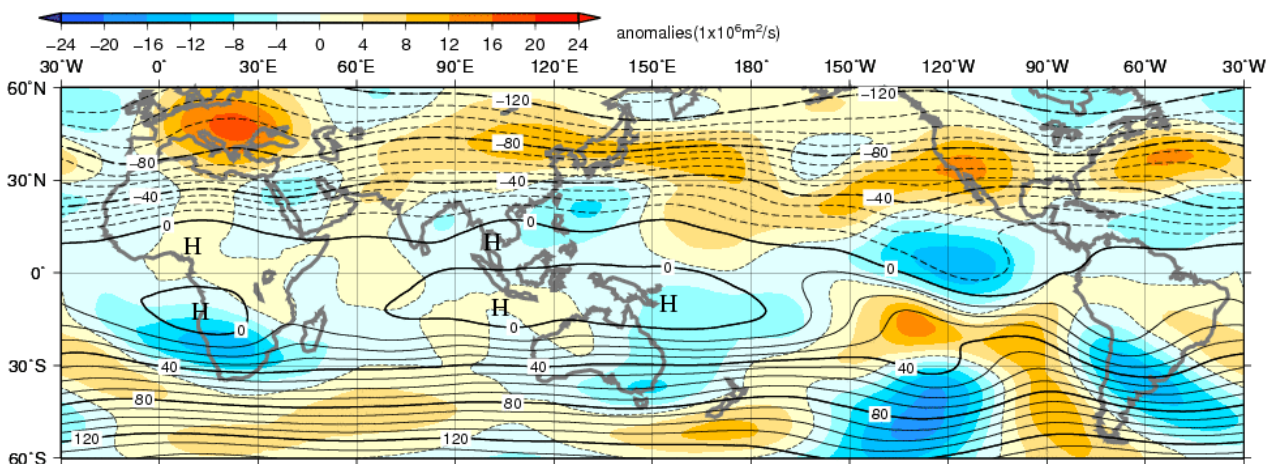 −24 −20 −16 −12 −8 −4 0 4 8 12 16 20 24
anomalies(1x10⁶m²/s)
30°W 0° 30°E 60°E 90°E 120°E 150°E 180° 150°W 120°W 90°W 60°W 30°W
60°N
−120 −120
−80 −80 −80 −80
30°N
−40 −40 −40
0 0
H H
0° 0 0
H H H
0 0
30°S
40 40 40
80 80 80
120 120
60°S